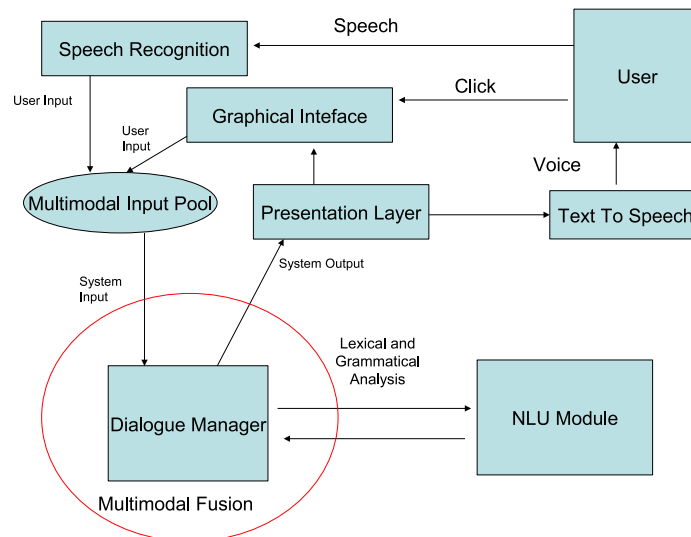 Speech
Speech Recognition
User
Click
User Input
Graphical Inteface
User
Input
Voice
Multimodal Input Pool
Presentation Layer
Text To Speech
System Output
System
Input
Lexical and
Grammatical
Analysis
Dialogue Manager
NLU Module
Multimodal Fusion